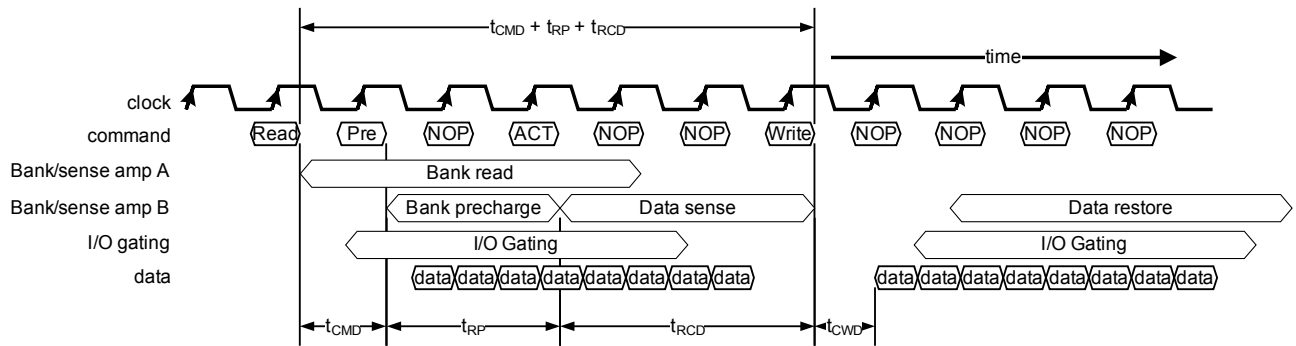 tCMD + tRP + tRCD
time
clock
command Read Pre NOP ACT NOP NOP Write NOP NOP NOP NOP
Bank/sense amp A Bank read
Bank/sense amp B Bank precharge Data sense Data restore
I/O gating I/O Gating I/O Gating
data data data data data data data data data data data data data data data data data
tCMD tRP tRCD tCWD